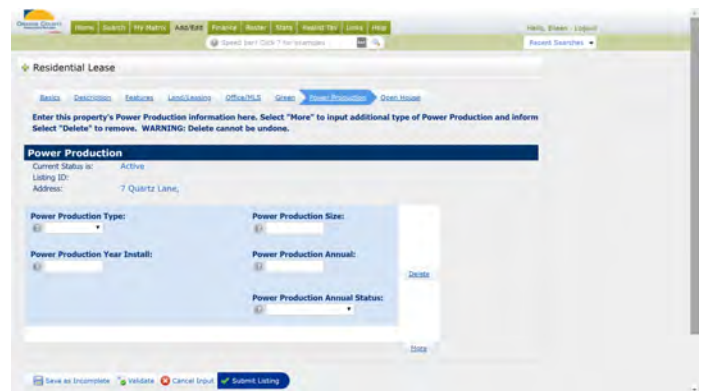 Home Search My Matrix Add/Edit Finance Roster Stats Realist Tax Links Help
Hello, Eileen - Logout
Recent Searches
Residential Lease
Basics Description Features Land/Leasing Office/MLS Green Power Production Open House
Enter this property's Power Production information here. Select "More" to input additional type of Power Production and inform
Select "Delete" to remove. WARNING: Delete cannot be undone.
Power Production
Current Status is: Active
Listing ID:
Address: 7 Quartz Lane,
Power Production Type: Power Production Size:
Power Production Year Install: Power Production Annual:
Delete
Power Production Annual Status:
More
Save as Incomplete Validate Cancel Input Submit Listing